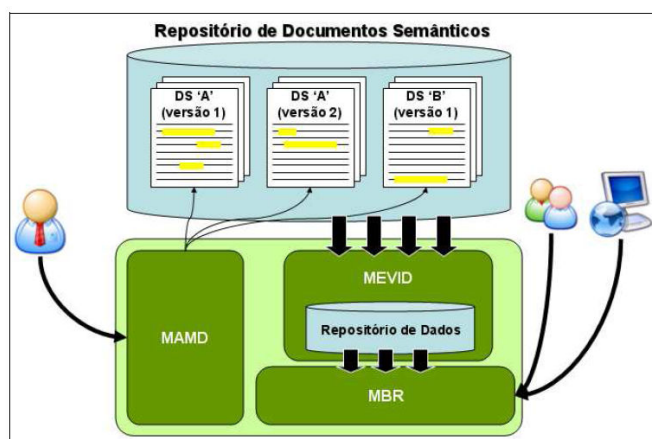 Repositório de Documentos Semânticos
DS ‘A’
(versão 1)
DS ‘A’
(versão 2)
DS ‘B’
(versão 1)
MAMD
MEVID
Repositório de Dados
MBR